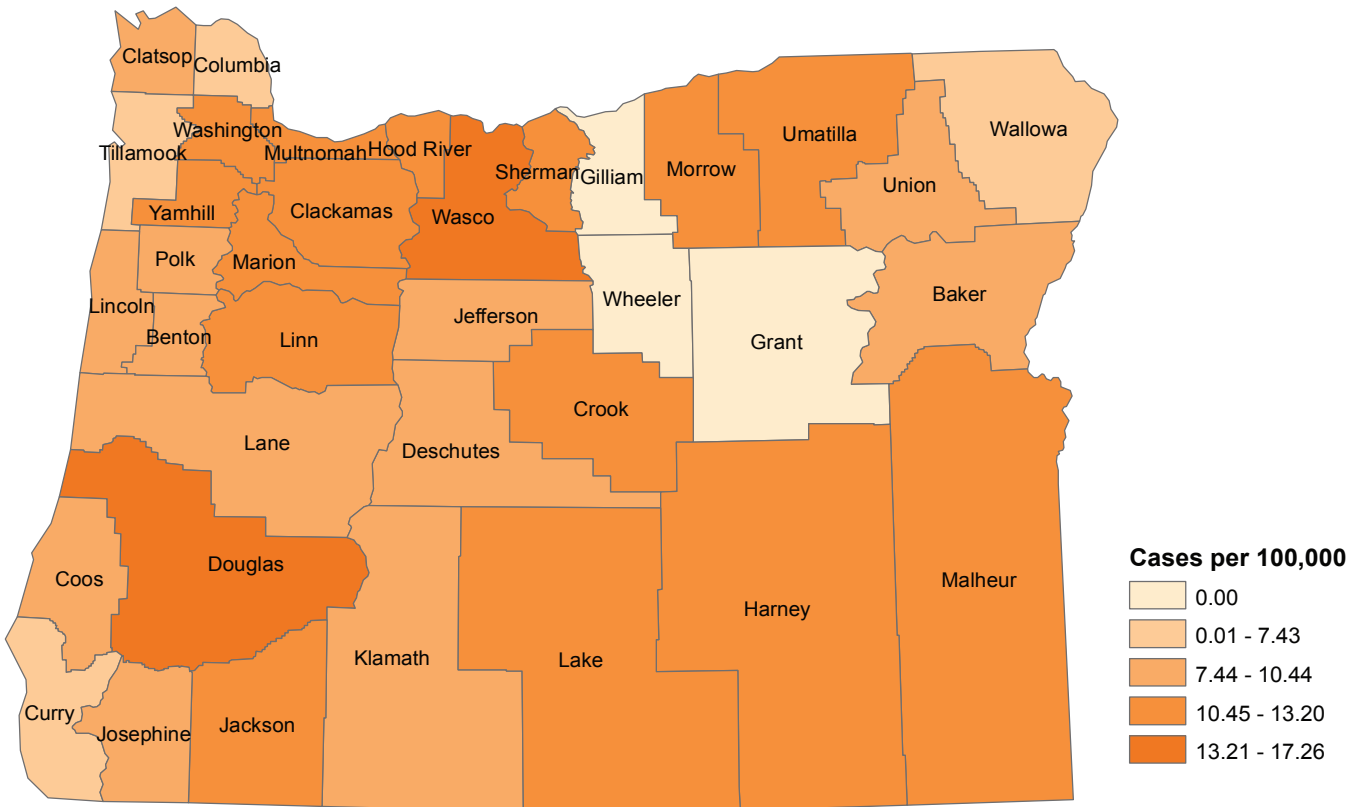 Clatsop
Columbia
Washington
Tillamook
Multnomah
Hood River
Sherman
Gilliam
Morrow
Umatilla
Wallowa
Union
Yamhill
Clackamas
Wasco
Polk
Marion
Lincoln
Benton
Linn
Jefferson
Wheeler
Grant
Baker
Crook
Lane
Deschutes
Coos
Douglas
Klamath
Lake
Harney
Malheur
Curry
Josephine
Jackson
Cases per 100,000
0.00
0.01 - 7.43
7.44 - 10.44
10.45 - 13.20
13.21 - 17.26